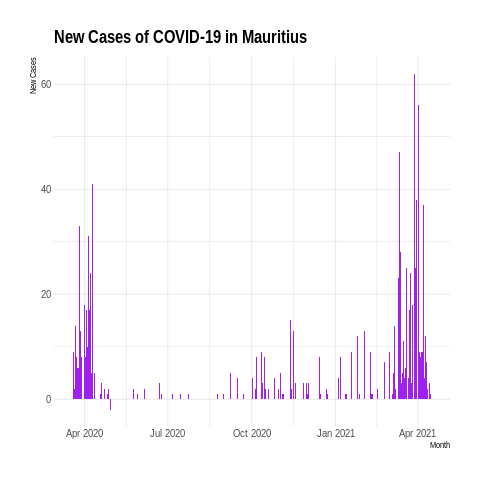 New Cases of COVID-19 in Mauritius
New Cases
60
40
20
0
Apr 2020 Jul 2020 Oct 2020 Jan 2021 Apr 2021
Month